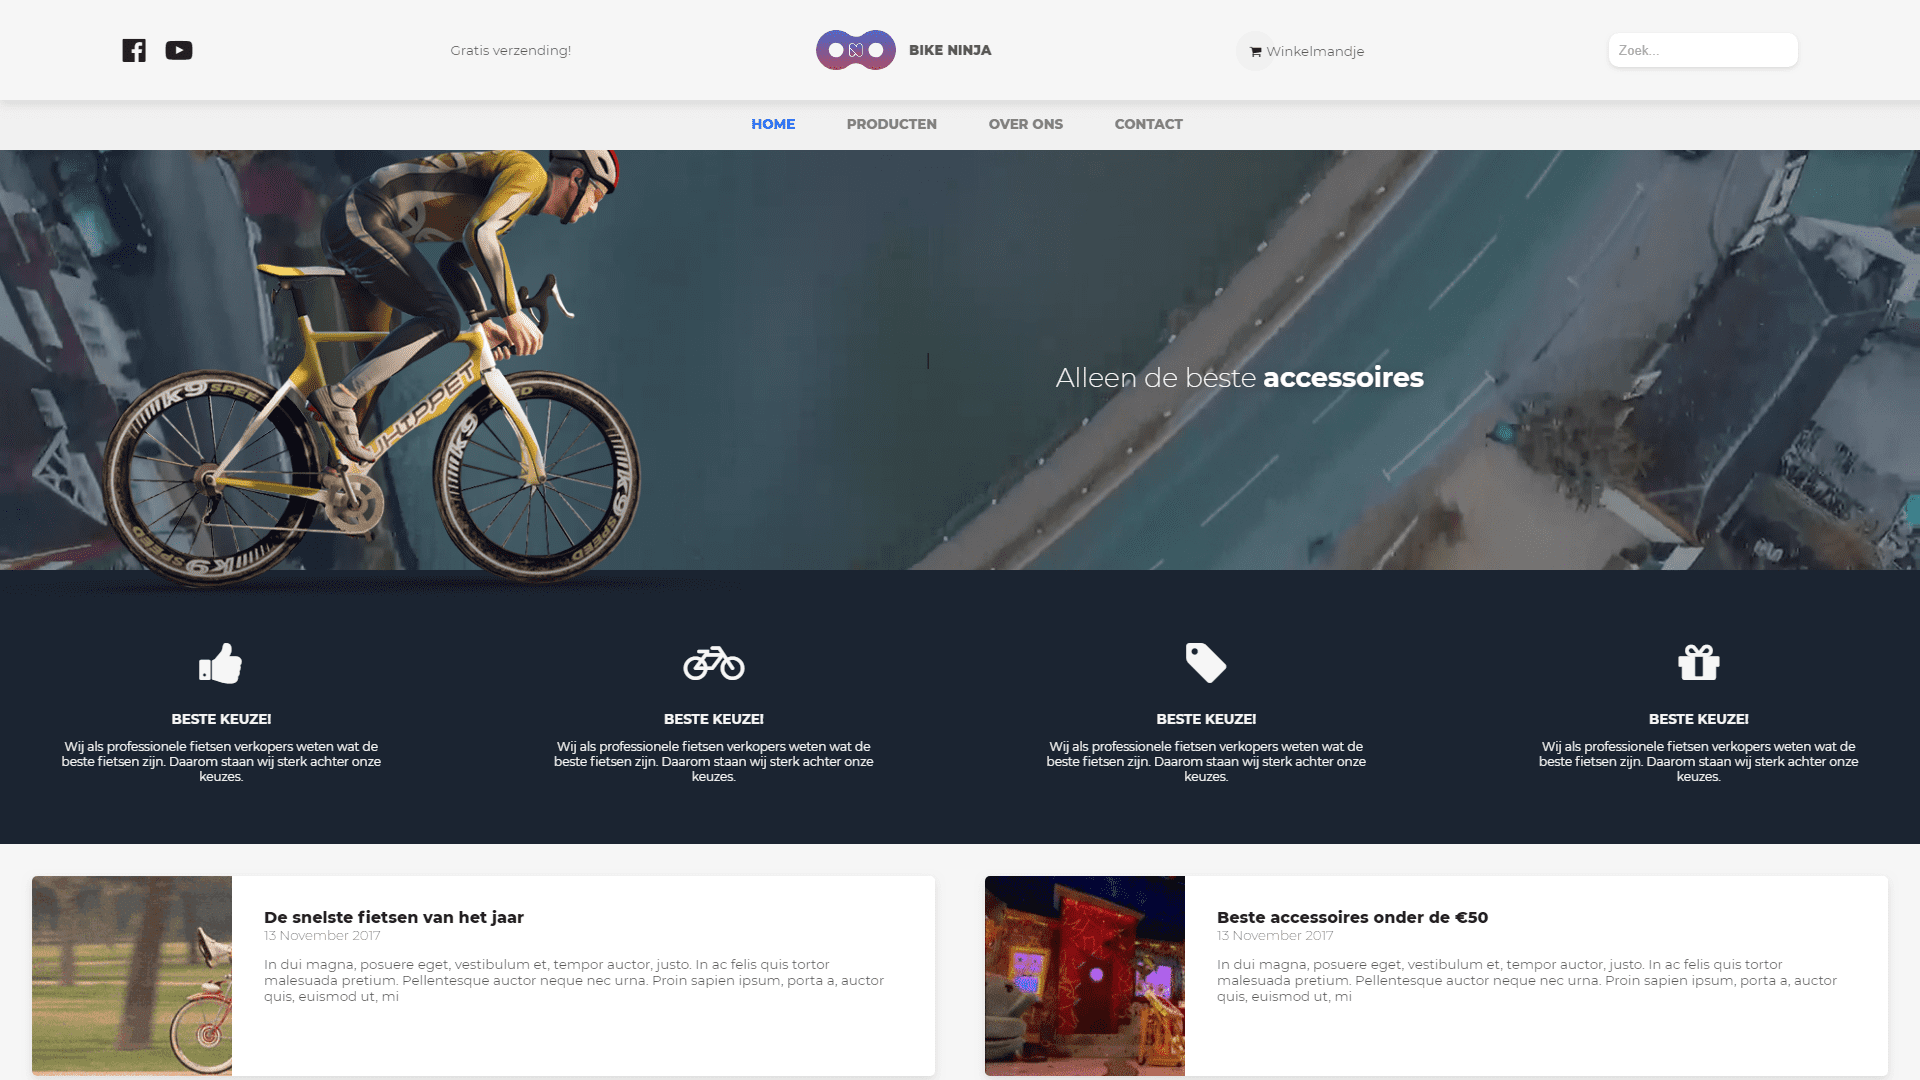 Gratis verzending!
BIKE NINJA
Winkelmandje
Zoek...
HOME
PRODUCTEN
OVER ONS
CONTACT
Alleen de beste accessoires
K9 SPEED
WHIPPET
K9 SPEED
BESTE KEUZE!
Wij als professionele fietsen verkopers weten wat de
beste fietsen zijn. Daarom staan wij sterk achter onze
keuzes.
BESTE KEUZE!
Wij als professionele fietsen verkopers weten wat de
beste fietsen zijn. Daarom staan wij sterk achter onze
keuzes.
BESTE KEUZE!
Wij als professionele fietsen verkopers weten wat de
beste fietsen zijn. Daarom staan wij sterk achter onze
keuzes.
BESTE KEUZE!
Wij als professionele fietsen verkopers weten wat de
beste fietsen zijn. Daarom staan wij sterk achter onze
keuzes.
De snelste fietsen van het jaar
13 November 2017
In dui magna, posuere eget, vestibulum et, tempor auctor, justo. In ac felis quis tortor
malesuada pretium. Pellentesque auctor neque nec urna. Proin sapien ipsum, porta a, auctor
quis, euismod ut, mi
Beste accessoires onder de €50
13 November 2017
In dui magna, posuere eget, vestibulum et, tempor auctor, justo. In ac felis quis tortor
malesuada pretium. Pellentesque auctor neque nec urna. Proin sapien ipsum, porta a, auctor
quis, euismod ut, mi